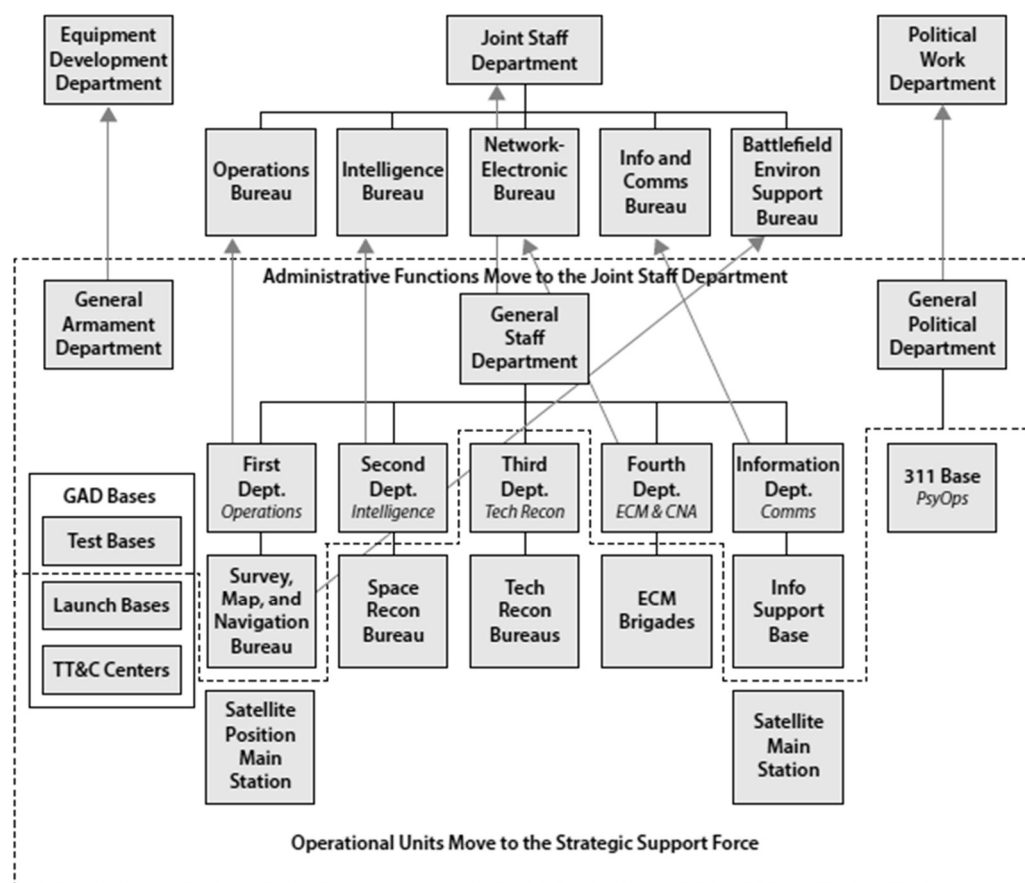 Equipment
Development
Department
Joint Staff
Department
Political
Work
Department
Operations
Bureau
Intelligence
Bureau
Network-
Electronic
Bureau
Info and
Comms
Bureau
Battlefield
Environ
Support
Bureau
Administrative Functions Move to the Joint Staff Department
General
Armament
Department
General
Staff
Department
General
Political
Department
GAD Bases
Test Bases
Launch Bases
TT&C Centers
First
Dept.
Operations
Second
Dept.
Intelligence
Third
Dept.
Tech Recon
Fourth
Dept.
ECM & CNA
Information
Dept.
Comms
311 Base
PsyOps
Survey,
Map, and
Navigation
Bureau
Space
Recon
Bureau
Tech
Recon
Bureaus
ECM
Brigades
Info
Support
Base
Satellite
Position
Main
Station
Satellite
Main
Station
Operational Units Move to the Strategic Support Force